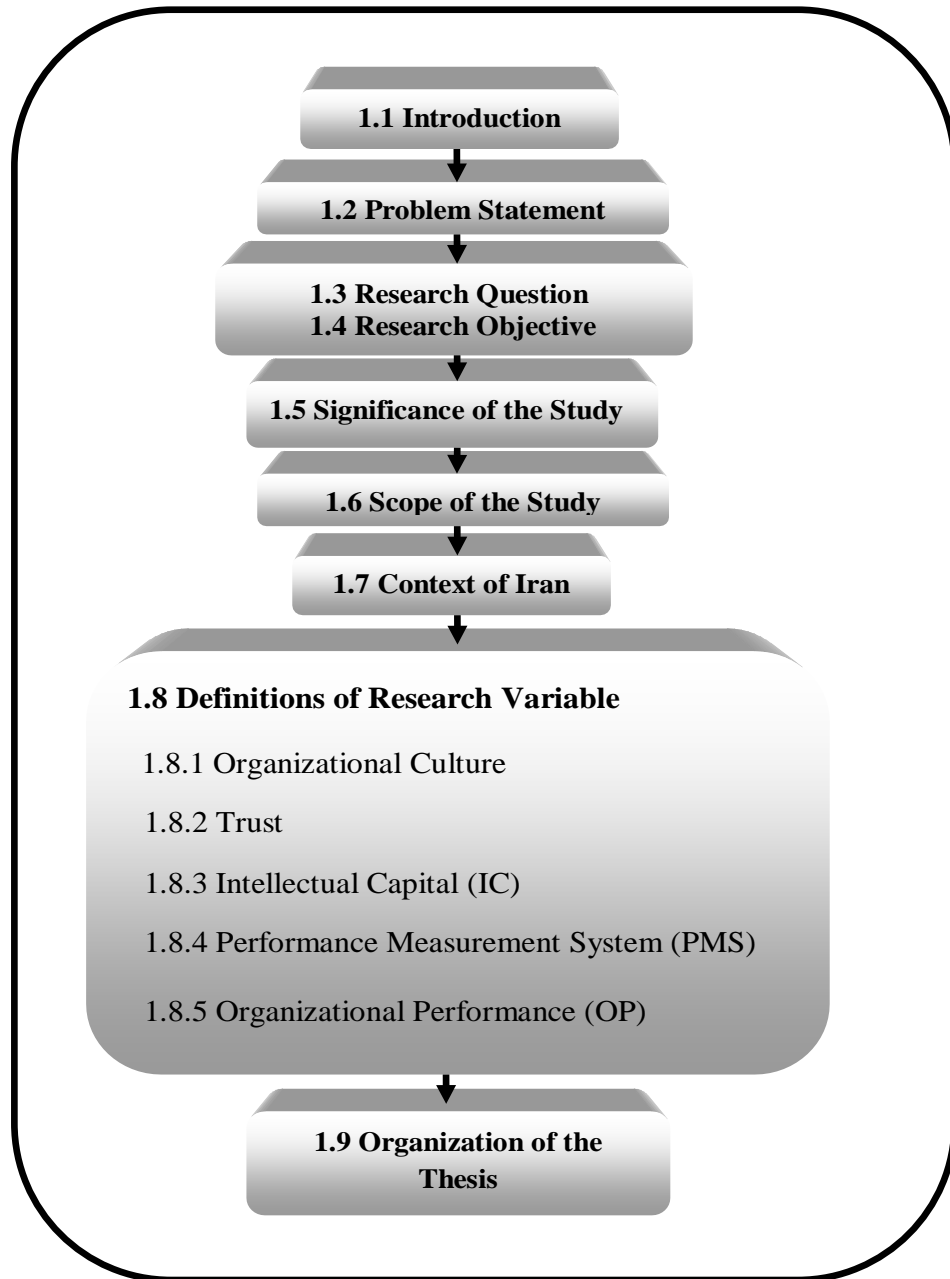 1.1 Introduction
1.2 Problem Statement
1.3 Research Question
1.4 Research Objective
1.5 Significance of the Study
1.6 Scope of the Study
1.7 Context of Iran
1.8 Definitions of Research Variable
1.8.1 Organizational Culture
1.8.2 Trust
1.8.3 Intellectual Capital (IC)
1.8.4 Performance Measurement System (PMS)
1.8.5 Organizational Performance (OP)
1.9 Organization of the
Thesis